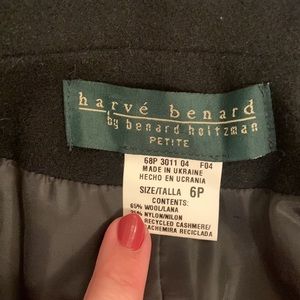 harvé benard
by benard holtzman
PETITE
68P 3011 04 F04
MADE IN UKRAINE
HECHO EN UCRANIA
SIZE/TALLA 6P
CONTENTS:
65% WOOL/LANA
NYLON/NILON
RECYCLED CASHMERE/
CACHEMIRA RECICLADA